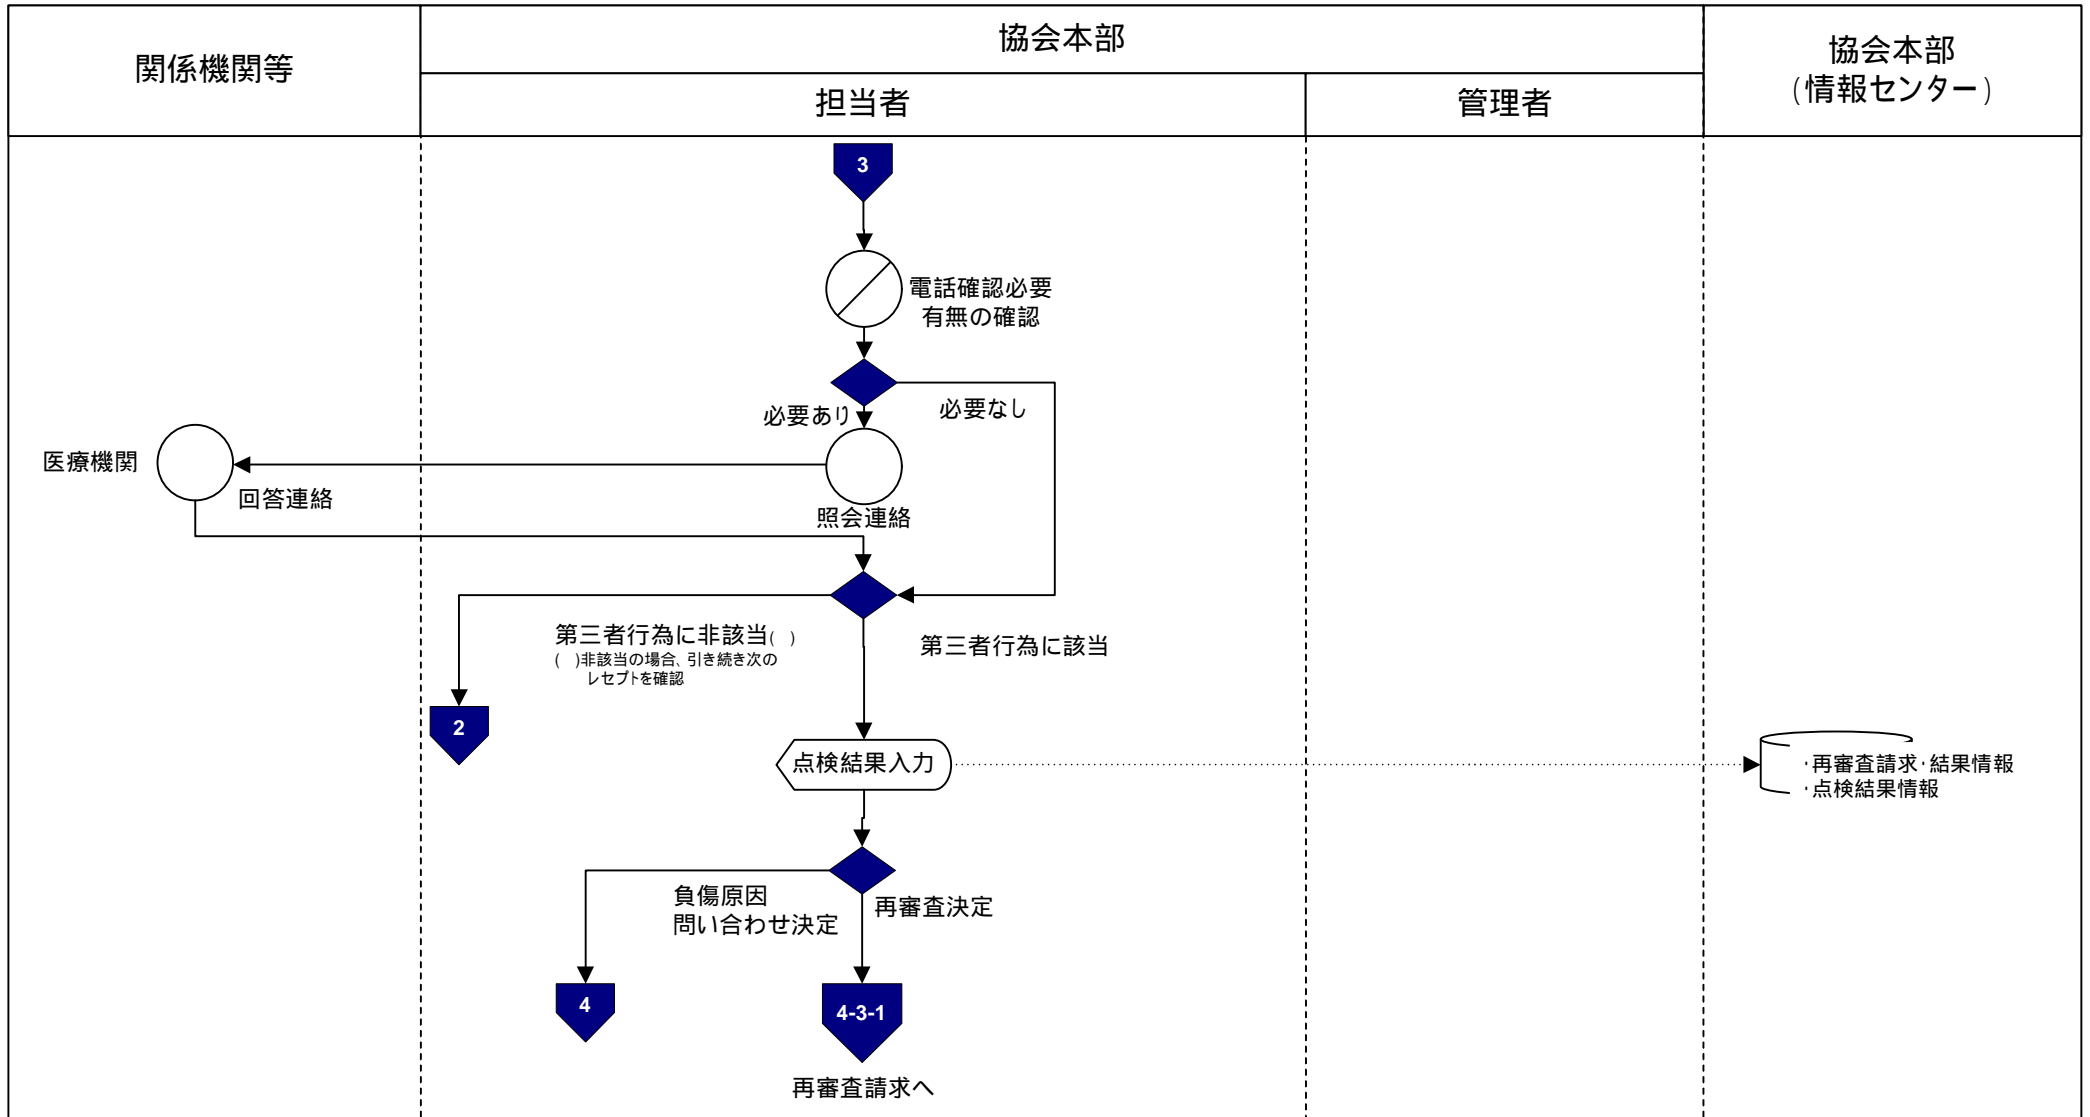 関係機関等
協会本部
担当者
管理者
協会本部
(情報センター)
3
電話確認必要
有無の確認
必要あり
必要なし
医療機関
回答連絡
照会連絡
第三者行為に非該当( )
( )非該当の場合、引き続き次の
レセプトを確認
第三者行為に該当
2
点検結果入力
・再審査請求・結果情報
・点検結果情報
負傷原因
問い合わせ決定
再審査決定
4
4-3-1
再審査請求へ